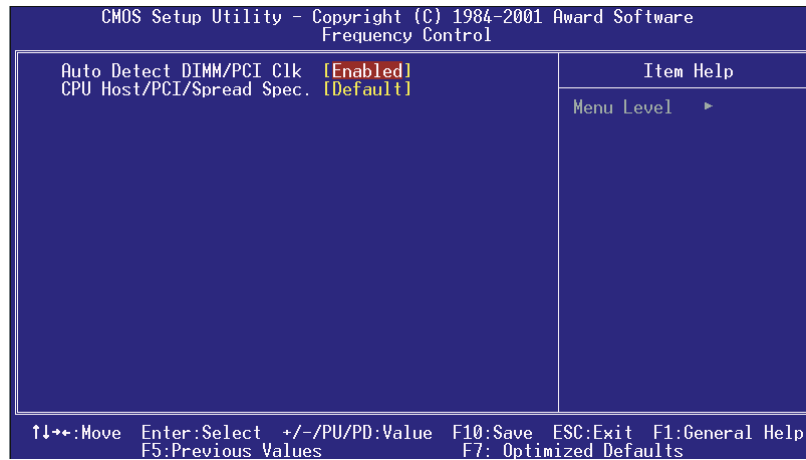 CMOS Setup Utility - Copyright (C) 1984-2001 Award Software
Frequency Control
Auto Detect DIMM/PCI Clk [Enabled]
CPU Host/PCI/Spread Spec. [Default]
Item Help
Menu Level ►
↑↓→←:Move Enter:Select +/-/PU/PD:Value F10:Save ESC:Exit F1:General Help
F5:Previous Values F7: Optimized Defaults